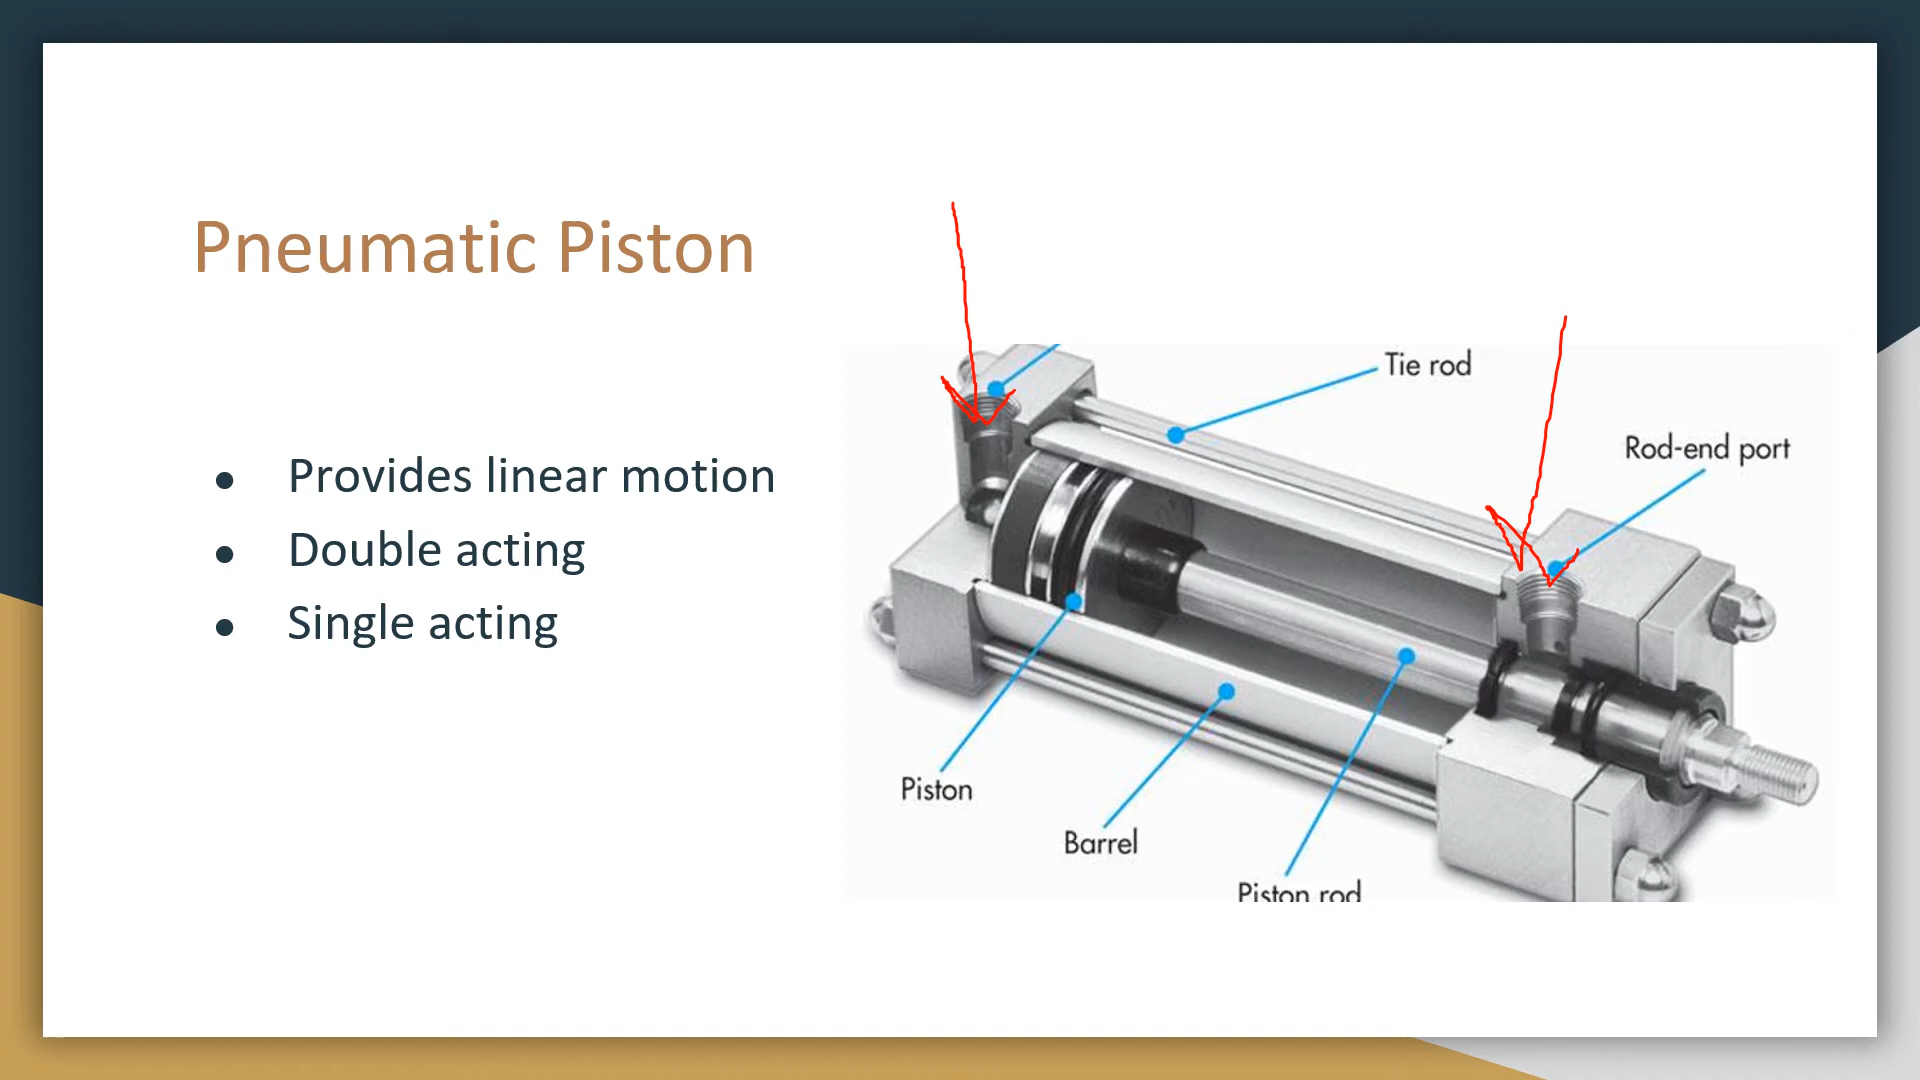 Pneumatic Piston
● Provides linear motion
● Double acting
● Single acting
Tie rod
Rod-end port
Piston
Barrel
Piston rod